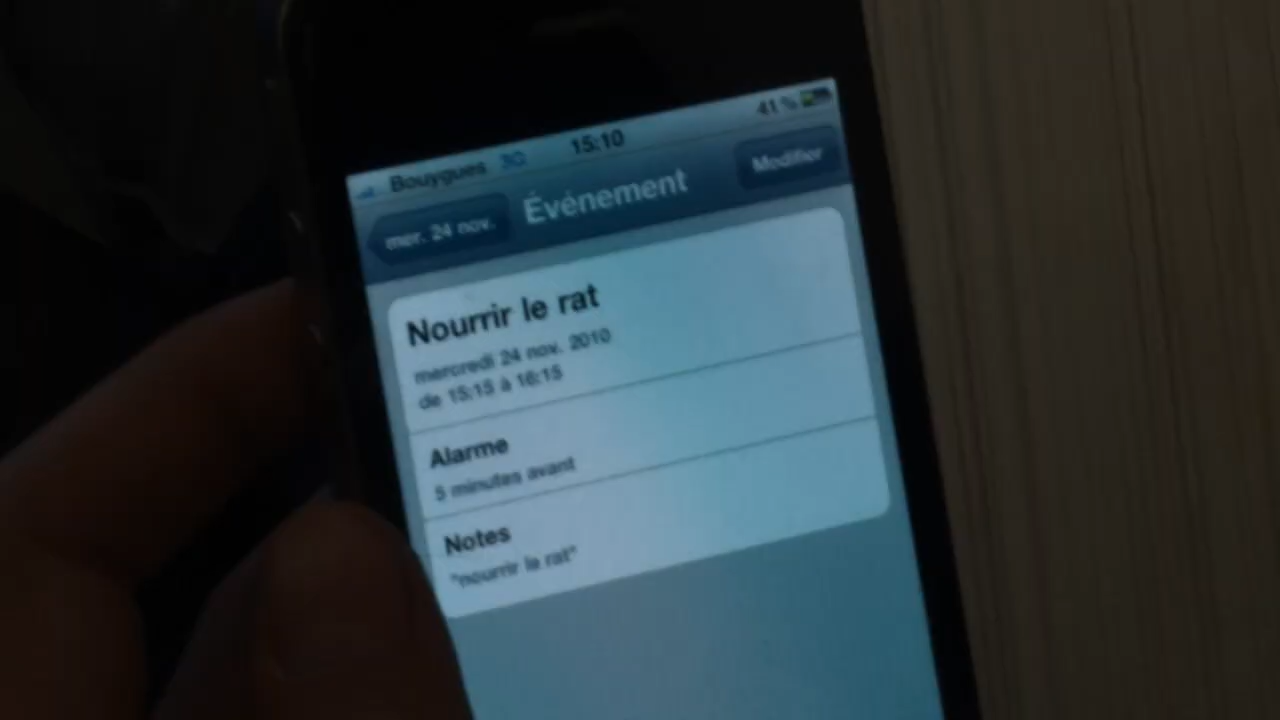 Bouygues 3G 15:10 41 %
mer. 24 nov. Événement Modifier
Nourrir le rat
mercredi 24 nov. 2010
de 15:15 à 16:15
Alarme
5 minutes avant
Notes
"nourrir le rat"